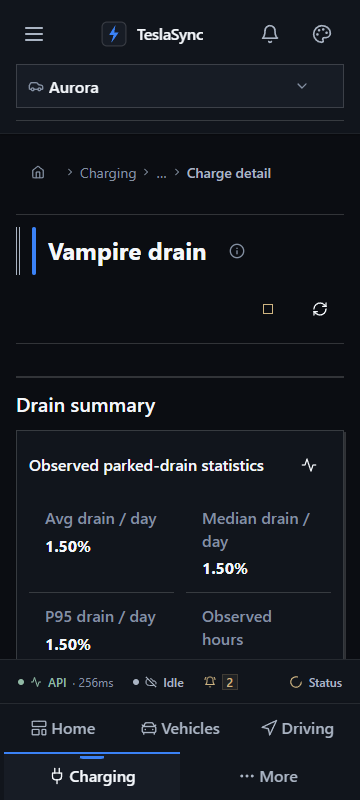 TeslaSync
Aurora
Charging
...
Charge detail
Vampire drain
Drain summary
Observed parked-drain statistics
Avg drain / day
1.50%
Median drain /
day
1.50%
P95 drain / day
1.50%
Observed
hours
API · 256ms
Idle
2
Status
Home
Vehicles
Driving
Charging
More